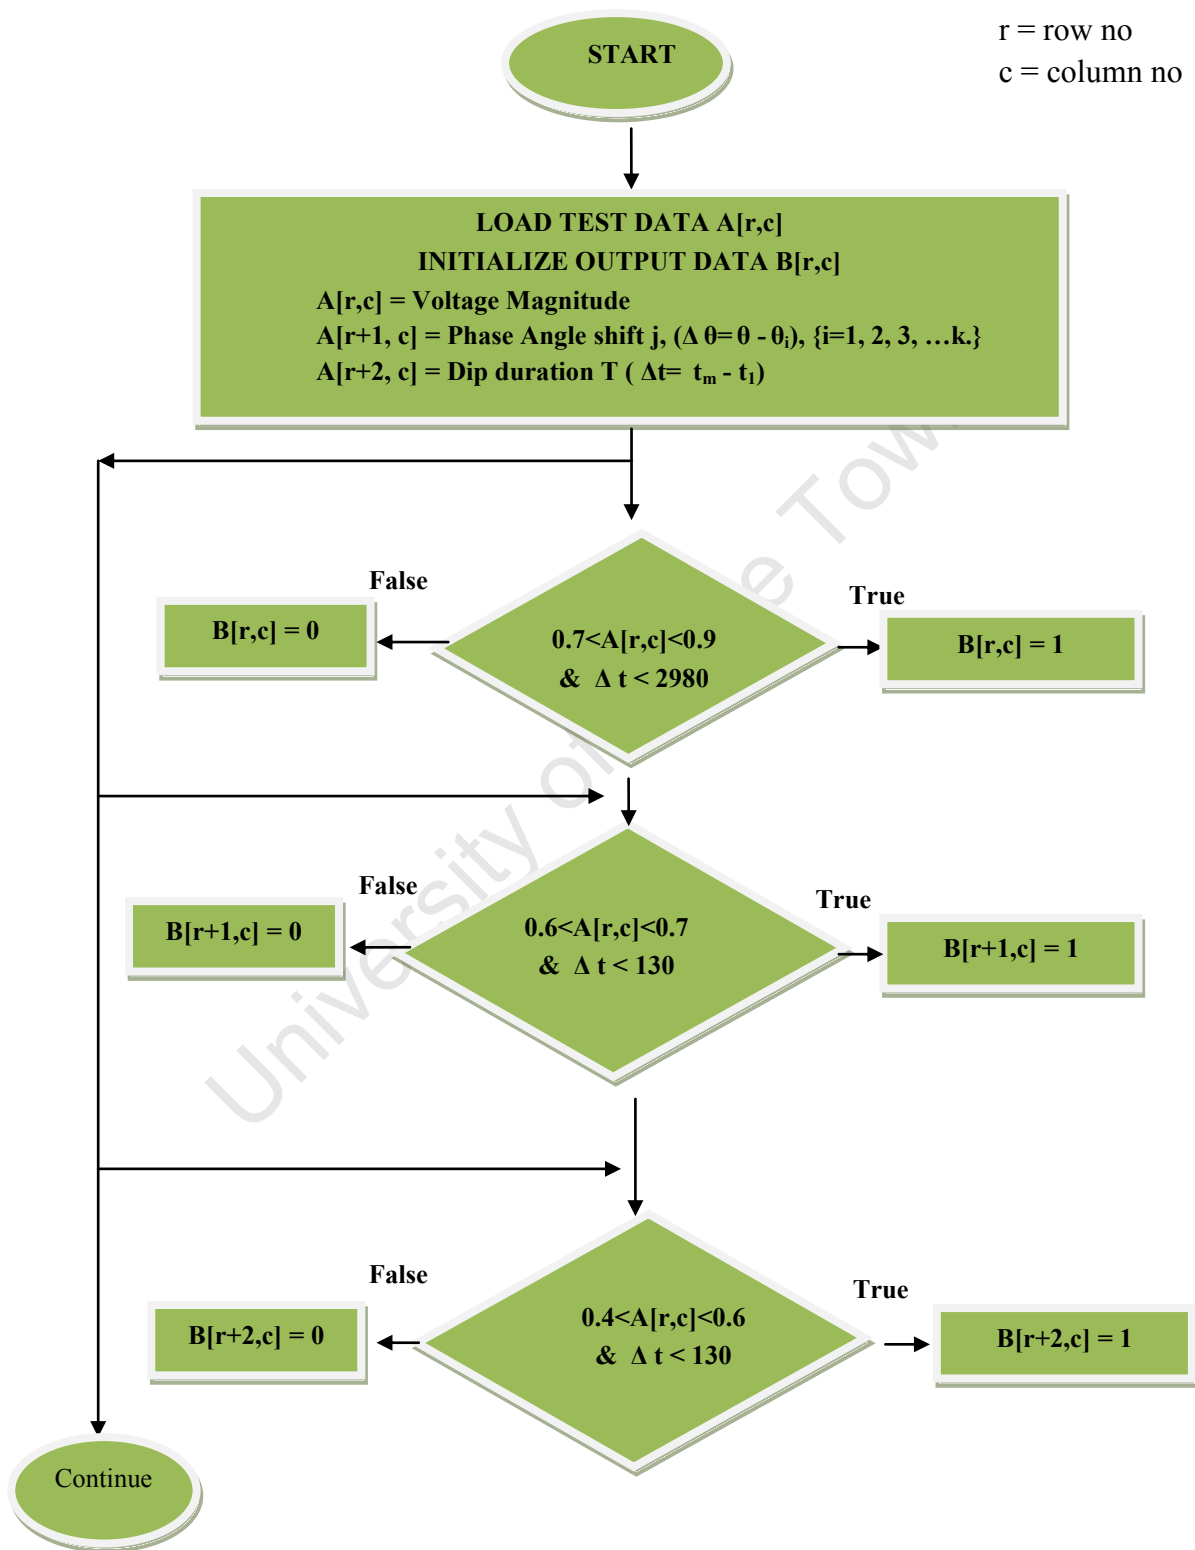 r = row no
c = column no
START
LOAD TEST DATA A[r,c]
INITIALIZE OUTPUT DATA B[r,c]
A[r,c] = Voltage Magnitude
A[r+1, c] = Phase Angle shift j, (Δ θ= θ - θᵢ), {i=1, 2, 3, …k.}
A[r+2, c] = Dip duration T ( Δt= tₘ - t₁)
False
True
B[r,c] = 0
0.7<A[r,c]<0.9
& Δ t < 2980
B[r,c] = 1
False
True
B[r+1,c] = 0
0.6<A[r,c]<0.7
& Δ t < 130
B[r+1,c] = 1
False
True
B[r+2,c] = 0
0.4<A[r,c]<0.6
& Δ t < 130
B[r+2,c] = 1
Continue
University of e Tow